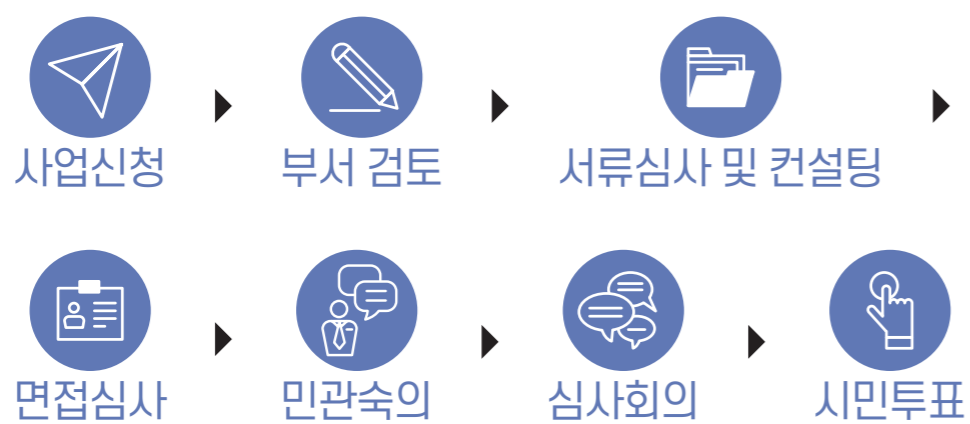 사업신청
부서 검토
서류심사 및 컨설팅
면접심사
민관숙의
심사회의
시민투표